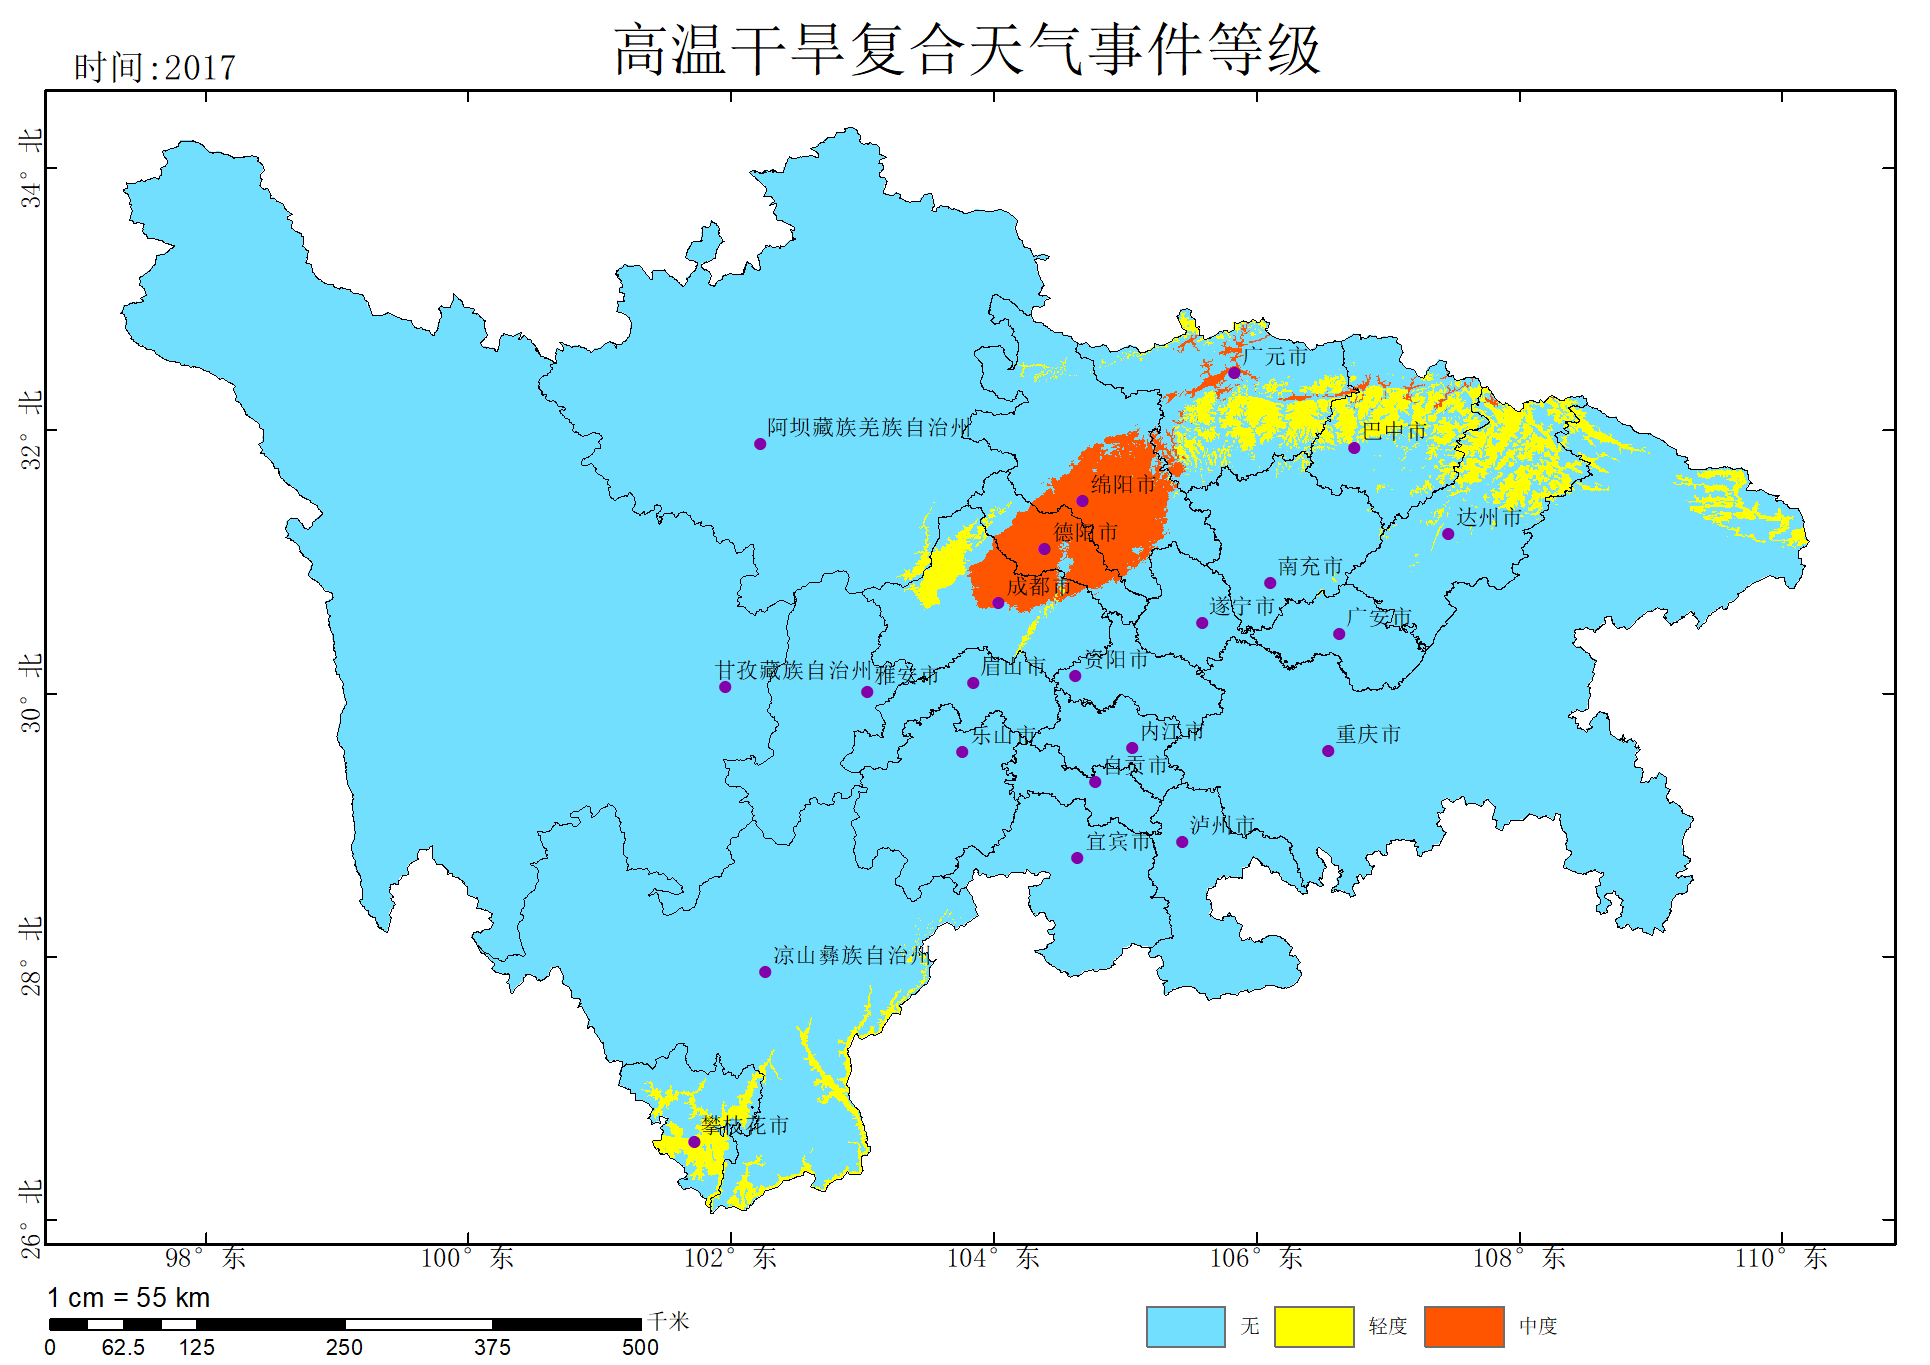 高温干旱复合天气事件等级
时间:2017
34° 北
32° 北
30° 北
28° 北
26° 北
广元市
阿坝藏族羌族自治州
巴中市
绵阳市
达州市
德阳市
南充市
成都市
遂宁市
广安市
甘孜藏族自治州
雅安市
眉山市
资阳市
乐山市
内江市
重庆市
自贡市
泸州市
宜宾市
凉山彝族自治州
攀枝花市
98° 东
100° 东
102° 东
104° 东
106° 东
108° 东
110° 东
1 cm = 55 km
千米
0 62.5 125 250 375 500
无 轻度 中度